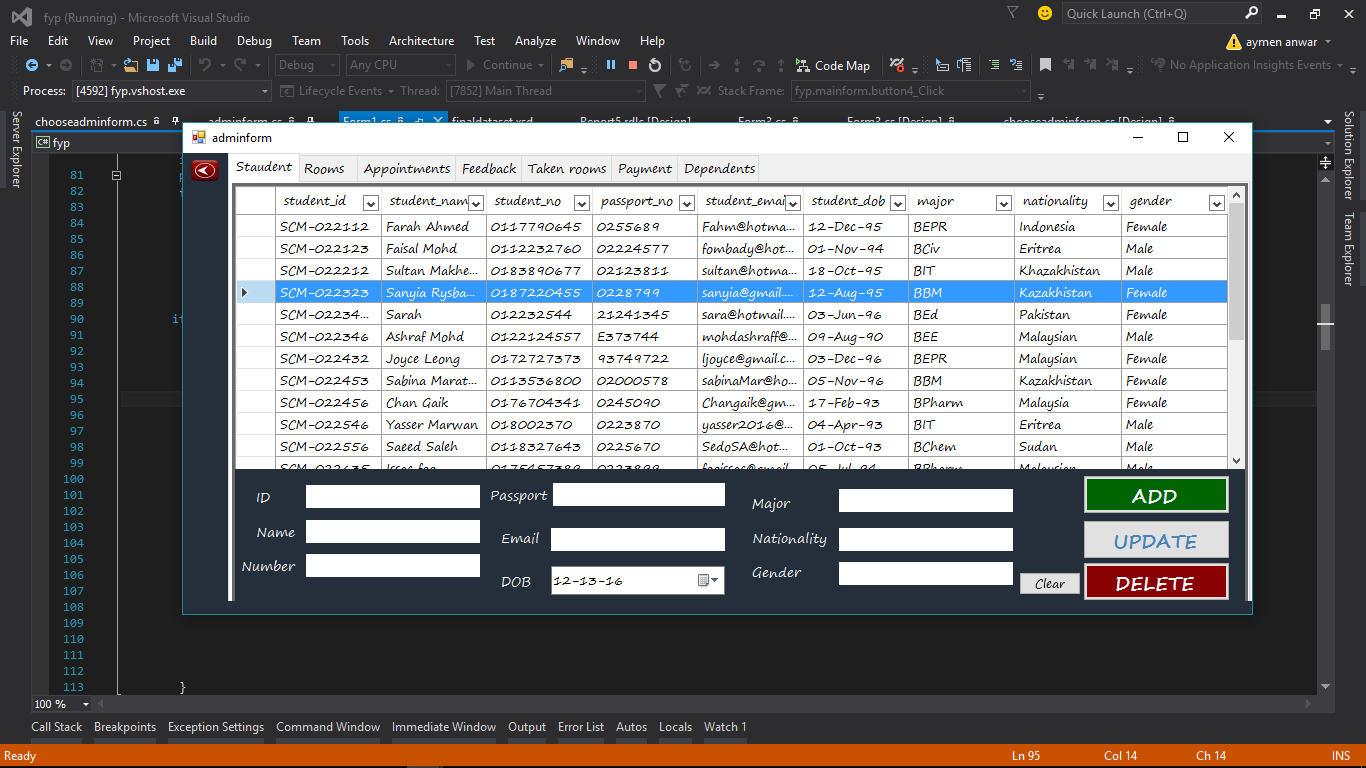 fyp (Running) - Microsoft Visual Studio
Quick Launch (Ctrl+Q)
File Edit View Project Build Debug Team Tools Architecture Test Analyze Window Help
aymen anwar
Debug Any CPU Continue Code Map No Application Insights Events
Process: [4592] fyp.vshost.exe Lifecycle Events Thread: [7852] Main Thread Stack Frame: fyp.mainform.button4_Click
Server Explorer
Solution Explorer
Team Explorer
chooseadminform.cs adminform.cs Form1.cs finaldataset.xsd Report5.rdlc [Design] Form3.cs Form3.cs [Design] chooseadminform.cs [Design]
C# fyp
adminform
Staudent Rooms Appointments Feedback Taken rooms Payment Dependents
student_id student_nam student_no passport_no student_emai student_dob major nationality gender
SCM-022112 Farah Ahmed 0117790645 0255689 Fahm@hotma... 12-Dec-95 BEPR Indonesia Female
SCM-022123 Faisal Mohd 0112232760 02224577 fombady@hot... 01-Nov-94 BCiv Eritrea Male
SCM-022212 Sultan Makhe... 0183890677 02123811 sultan@hotma... 18-Oct-95 BIT Khazakhistan Male
SCM-022323 Sanyia Rysba... 0187220455 0228799 sanyia@gmail.... 12-Aug-95 BBM Kazakhistan Female
SCM-02234... Sarah 012232544 21241345 sara@hotmail.... 03-Jun-96 BEd Pakistan Female
SCM-022346 Ashraf Mohd 0122124557 E373744 mohdashraff@... 09-Aug-90 BEE Malaysian Male
SCM-022432 Joyce Leong 0172727373 93749722 ljoyce@gmail.c... 03-Dec-96 BEPR Malaysian Female
SCM-022453 Sabina Marat... 0113536800 02000578 sabinaMar@ho... 05-Nov-96 BBM Kazakhistan Female
SCM-022456 Chan Gaik 0176704341 0245090 Changaik@gm... 17-Feb-93 BPharm Malaysia Female
SCM-022546 Yasser Marwan 018002370 0223870 yasser2016@... 04-Apr-93 BIT Eritrea Male
SCM-022556 Saeed Saleh 0118327643 0225670 SedoSA@hot... 01-Oct-93 BChem Sudan Male
ID Passport Major ADD
Name Email Nationality UPDATE
Number DOB 12-13-16 Gender Clear DELETE
81
82
83
84
85
86
87
88
89
90
91
92
93
94
95
96
97
98
99
100
101
102
103
104
105
106
107
108
109
110
111
112
113 }
100 %
Call Stack Breakpoints Exception Settings Command Window Immediate Window Output Error List Autos Locals Watch 1
Ready Ln 95 Col 14 Ch 14 INS